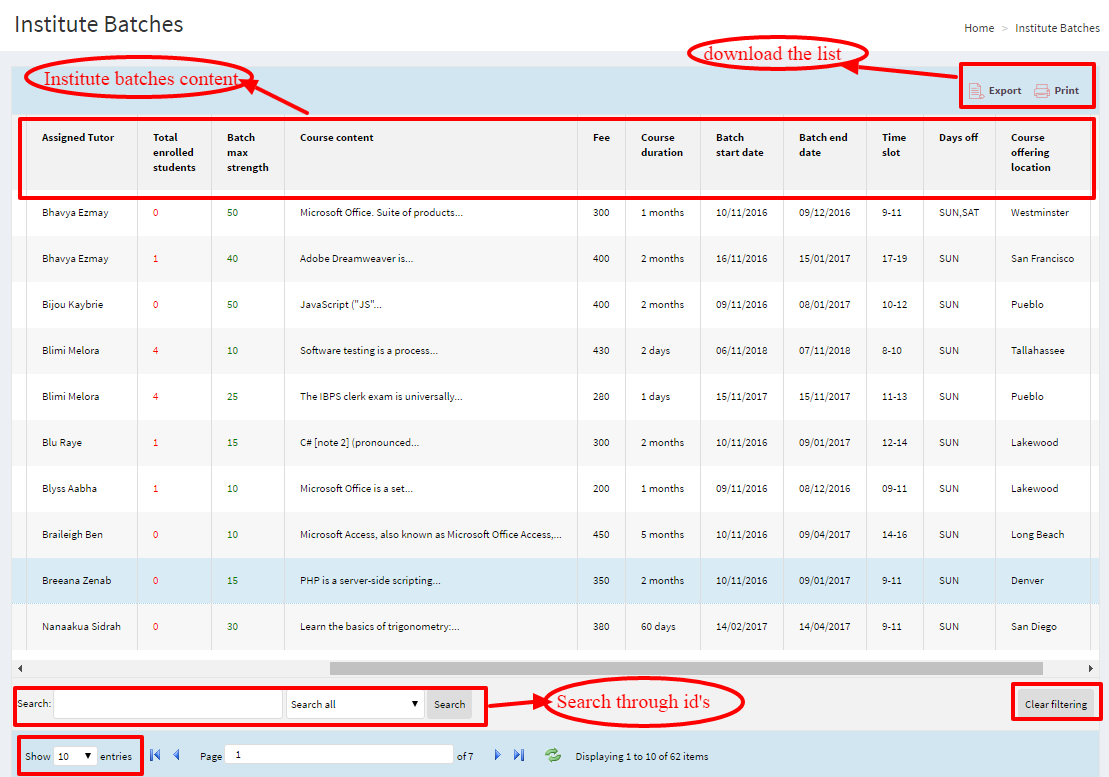 Institute Batches
Home > Institute Batches
download the list
Institute batches content
Export Print
Assigned Tutor Total enrolled students Batch max strength Course content Fee Course duration Batch start date Batch end date Time slot Days off Course offering location
Bhavya Ezmay 0 50 Microsoft Office. Suite of products... 300 1 months 10/11/2016 09/12/2016 9-11 SUN,SAT Westminster
Bhavya Ezmay 1 40 Adobe Dreamweaver is... 400 2 months 16/11/2016 15/01/2017 17-19 SUN San Francisco
Bijou Kaybrie 0 50 JavaScript ("JS"... 400 2 months 09/11/2016 08/01/2017 10-12 SUN Pueblo
Blimi Melora 4 10 Software testing is a process... 430 2 days 06/11/2018 07/11/2018 8-10 SUN Tallahassee
Blimi Melora 4 25 The IBPS clerk exam is universally... 280 1 days 15/11/2017 15/11/2017 11-13 SUN Pueblo
Blu Raye 1 15 C# [note 2] (pronounced... 300 2 months 10/11/2016 09/01/2017 12-14 SUN Lakewood
Blyss Aabha 1 10 Microsoft Office is a set... 200 1 months 09/11/2016 08/12/2016 09-11 SUN Lakewood
Braileigh Ben 0 10 Microsoft Access, also known as Microsoft Office Access,... 450 5 months 10/11/2016 09/04/2017 14-16 SUN Long Beach
Breeana Zenab 0 15 PHP is a server-side scripting... 350 2 months 10/11/2016 09/01/2017 9-11 SUN Denver
Nanaakua Sidrah 0 30 Learn the basics of trigonometry:... 380 60 days 14/02/2017 14/04/2017 9-11 SUN San Diego
Search: Search all Search Search through id's Clear filtering
Show 10 entries Page 1 of 7 Displaying 1 to 10 of 62 items